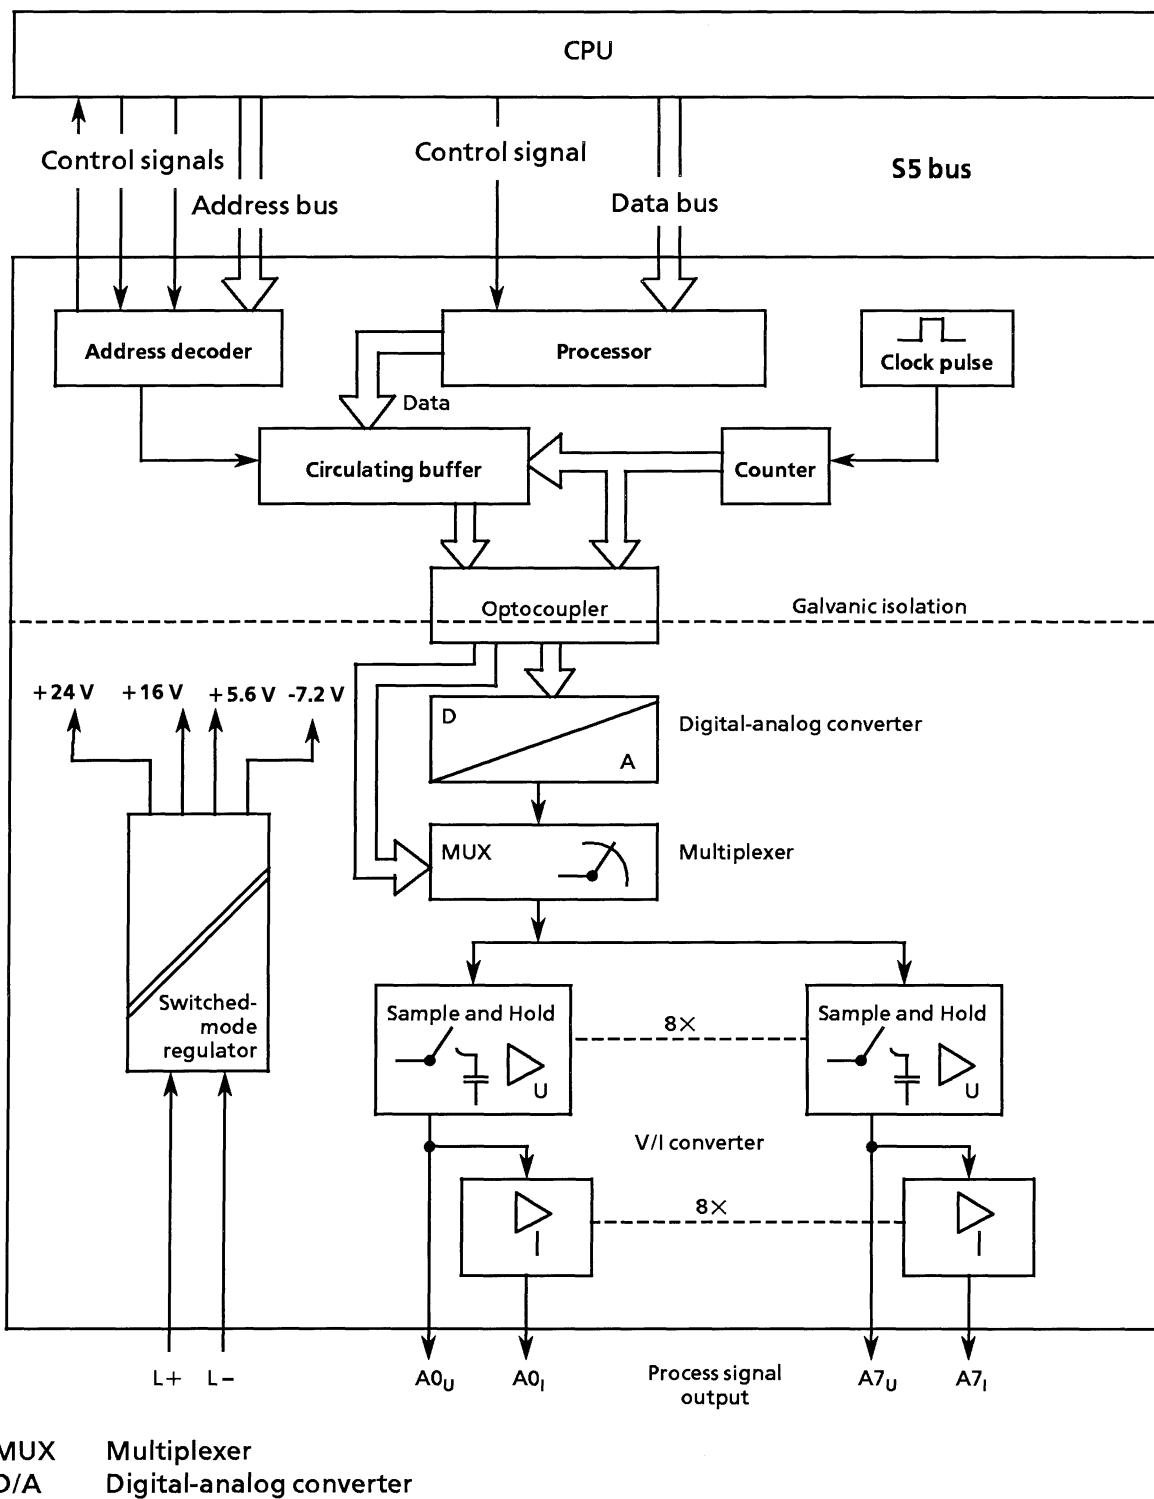 CPU
Control signals
Control signal
S5 bus
Address bus
Data bus
Address decoder
Processor
Clock pulse
Data
Circulating buffer
Counter
Optocoupler
Galvanic isolation
+24 V
+16 V
+5.6 V
-7.2 V
D
A
Digital-analog converter
MUX
Multiplexer
Switched-
mode
regulator
Sample and Hold
U
8×
Sample and Hold
U
V/I converter
I
8×
I
L+
L−
A0U
A0I
Process signal
output
A7U
A7I
MUX Multiplexer
D/A Digital-analog converter